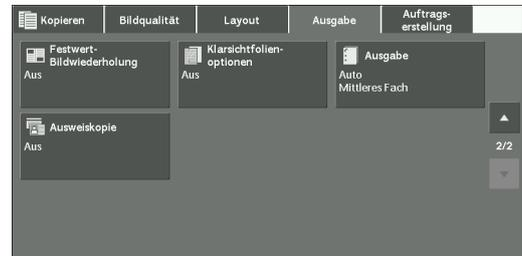 Kopieren
Bildqualität
Layout
Ausgabe
Auftrags-
erstellung
Festwert-
Bildwiederholung
Aus
Klarsichtfolien-
optionen
Aus
Ausgabe
Auto
Mittleres Fach
Ausweiskopie
Aus
2/2